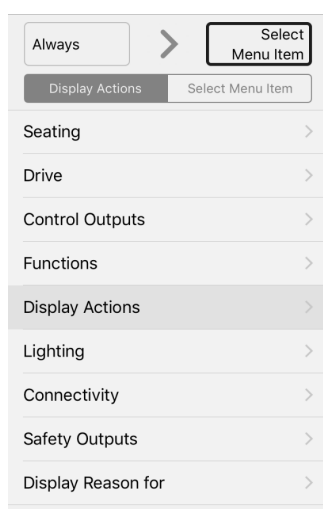 Always
Select
Menu Item
Display Actions
Select Menu Item
Seating
Drive
Control Outputs
Functions
Display Actions
Lighting
Connectivity
Safety Outputs
Display Reason for